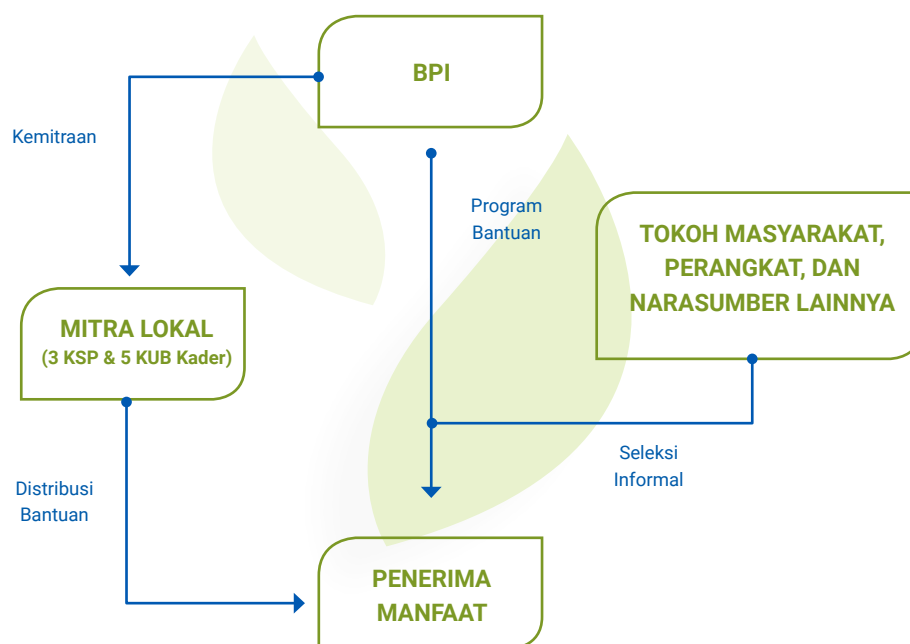 BPI
Kemitraan
Program
Bantuan
TOKOH MASYARAKAT,
PERANGKAT, DAN
NARASUMBER LAINNYA
MITRA LOKAL
(3 KSP & 5 KUB Kader)
Seleksi
Informal
Distribusi
Bantuan
PENERIMA
MANFAAT